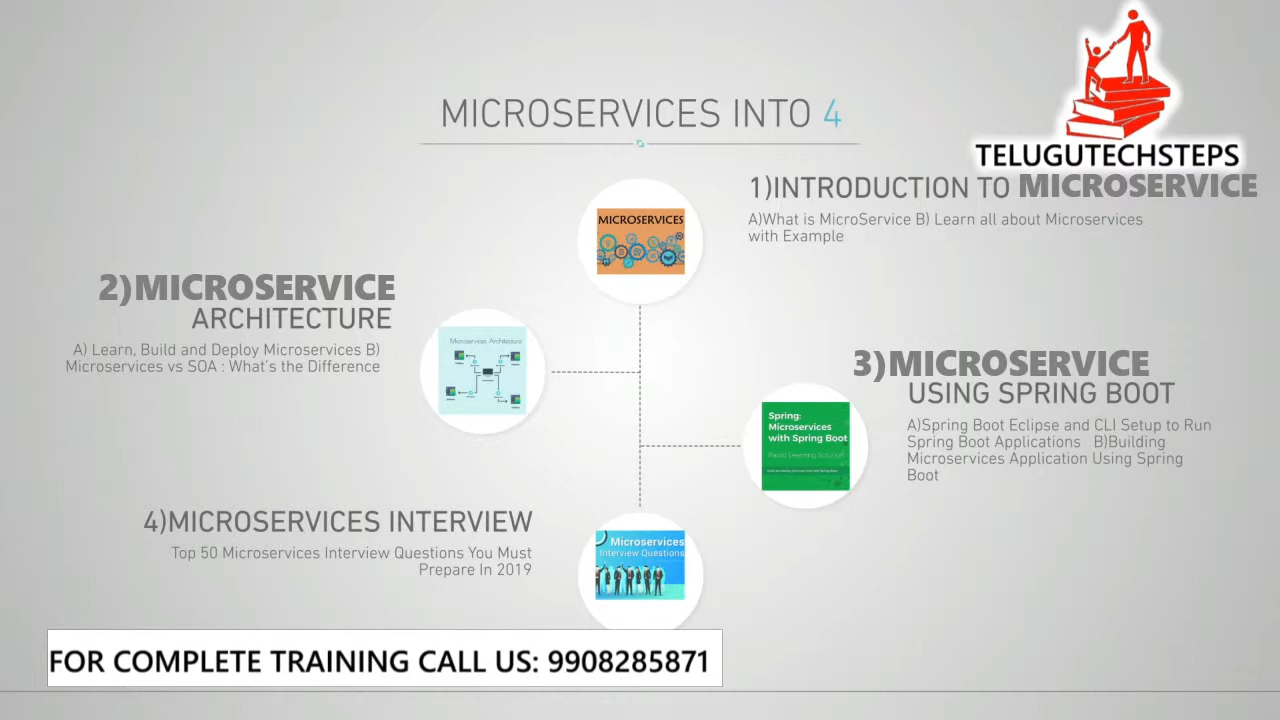 MICROSERVICES INTO 4
TELUGUTECHSTEPS
1)INTRODUCTION TO MICROSERVICE
A)What is MicroService B) Learn all about Microservices
with Example
MICROSERVICES
2)MICROSERVICE
ARCHITECTURE
A) Learn, Build and Deploy Microservices B)
Microservices vs SOA : What's the Difference
Microservices Architecture
3)MICROSERVICE
USING SPRING BOOT
A)Spring Boot Eclipse and CLI Setup to Run
Spring Boot Applications B)Building
Microservices Application Using Spring
Boot
Spring:
Microservices
with Spring Boot
Rapid Learning Solution
4)MICROSERVICES INTERVIEW
Top 50 Microservices Interview Questions You Must
Prepare In 2019
Microservices
Interview Questions
FOR COMPLETE TRAINING CALL US: 9908285871